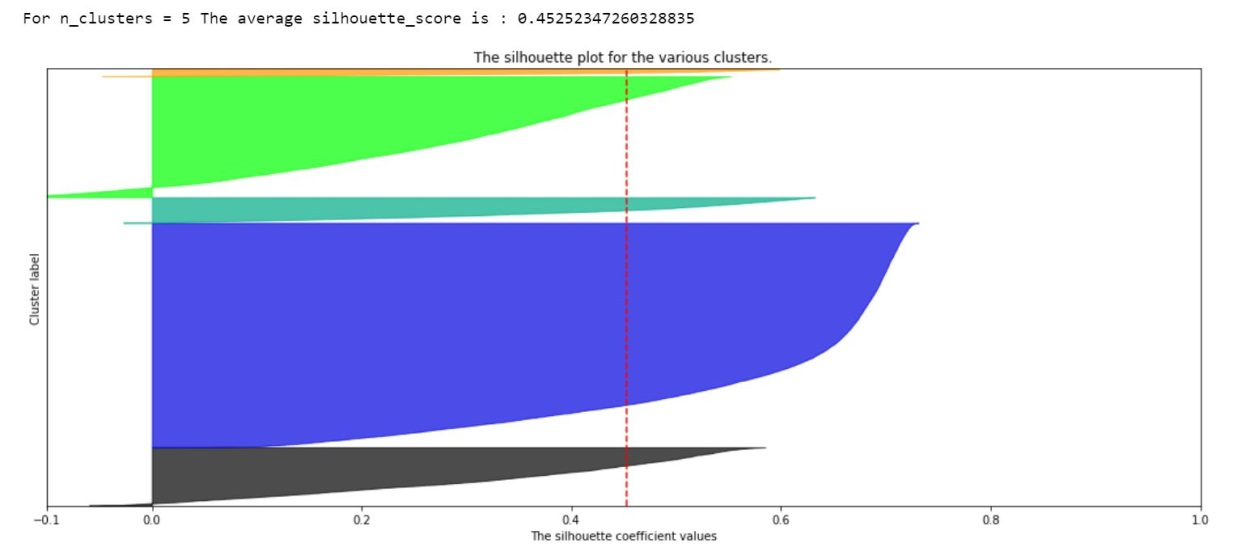 For n_clusters = 5 The average silhouette_score is : 0.45252347260328835
The silhouette plot for the various clusters.
Cluster label
−0.1 0.0 0.2 0.4 0.6 0.8 1.0
The silhouette coefficient values